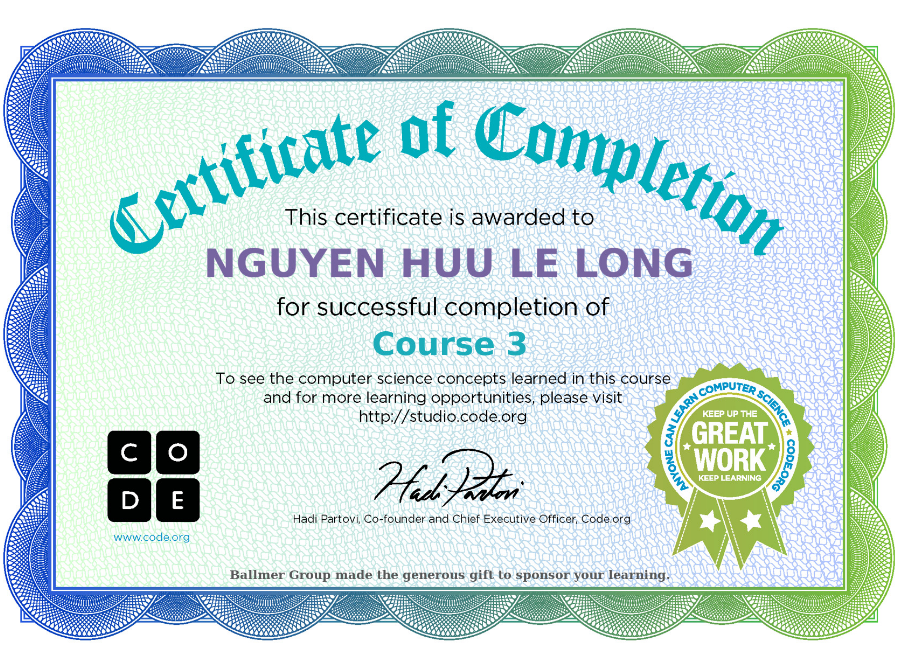 Certificate of Completion
This certificate is awarded to
NGUYEN HUU LE LONG
for successful completion of
Course 3
To see the computer science concepts learned in this course
and for more learning opportunities, please visit
http://studio.code.org
ANYONE CAN LEARN COMPUTER SCIENCE ★ CODE.ORG
KEEP UP THE
GREAT
WORK
KEEP LEARNING
C O
D E
www.code.org
Hadi Partovi
Hadi Partovi, Co-founder and Chief Executive Officer, Code.org
Ballmer Group made the generous gift to sponsor your learning.